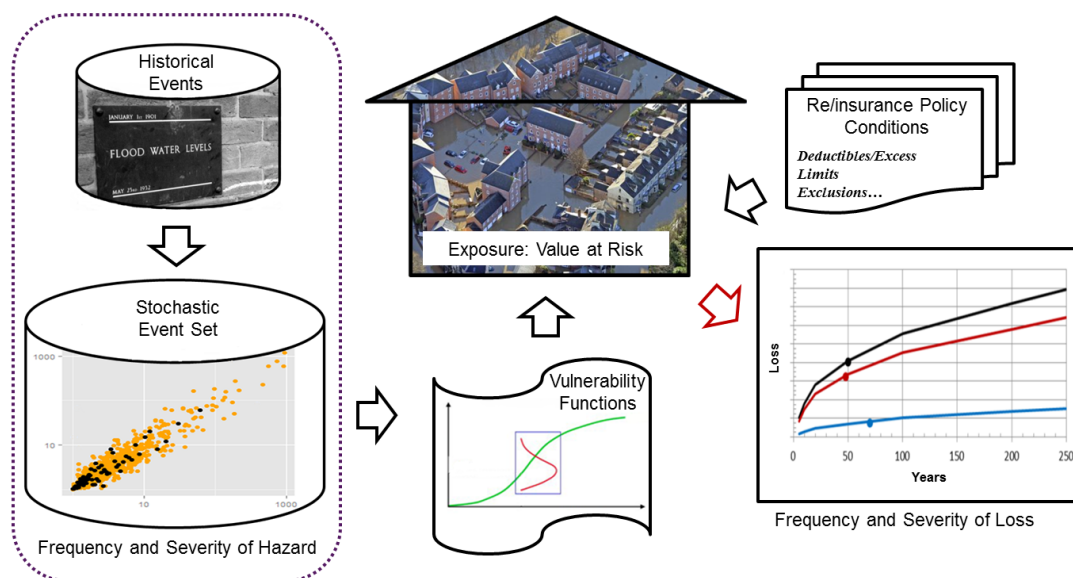 Historical
Events
JANUARY 1st 1901
FLOOD WATER LEVELS
MAY 25th 1932
Stochastic
Event Set
1000
10
10
1000
Frequency and Severity of Hazard
Exposure: Value at Risk
Vulnerability
Functions
Re/insurance Policy
Conditions
Deductibles/Excess
Limits
Exclusions…
Loss
0
50
100
150
200
250
Years
Frequency and Severity of Loss